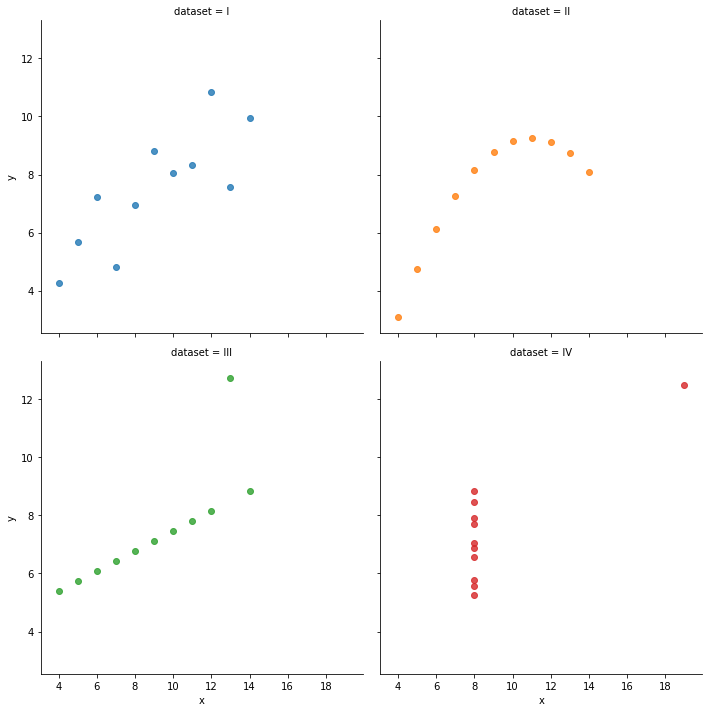 dataset = I
dataset = II
12
10
8
6
4
y
dataset = III
dataset = IV
12
10
8
6
4
y
4 6 8 10 12 14 16 18
4 6 8 10 12 14 16 18
x
x